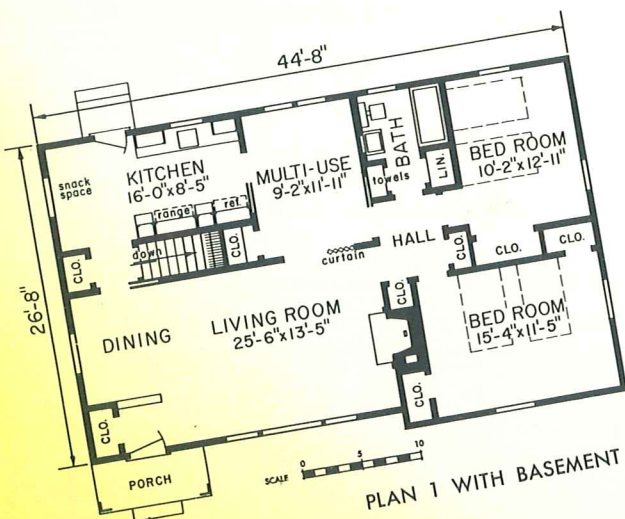 44'-8"
26'-8"
snack
space
KITCHEN
16'-0"x8'-5"
range
ref.
MULTI-USE
9'-2"x11'-11"
BATH
towels
LIN.
BED ROOM
10'-2"x12'-11"
CLO.
down
CLO.
curtain
HALL
CLO.
CLO.
CLO.
DINING
LIVING ROOM
25'-6"x13'-5"
CLO.
BED ROOM
15'-4"x11'-5"
CLO.
CLO.
PORCH
SCALE
0
5
10
PLAN 1 WITH BASEMENT